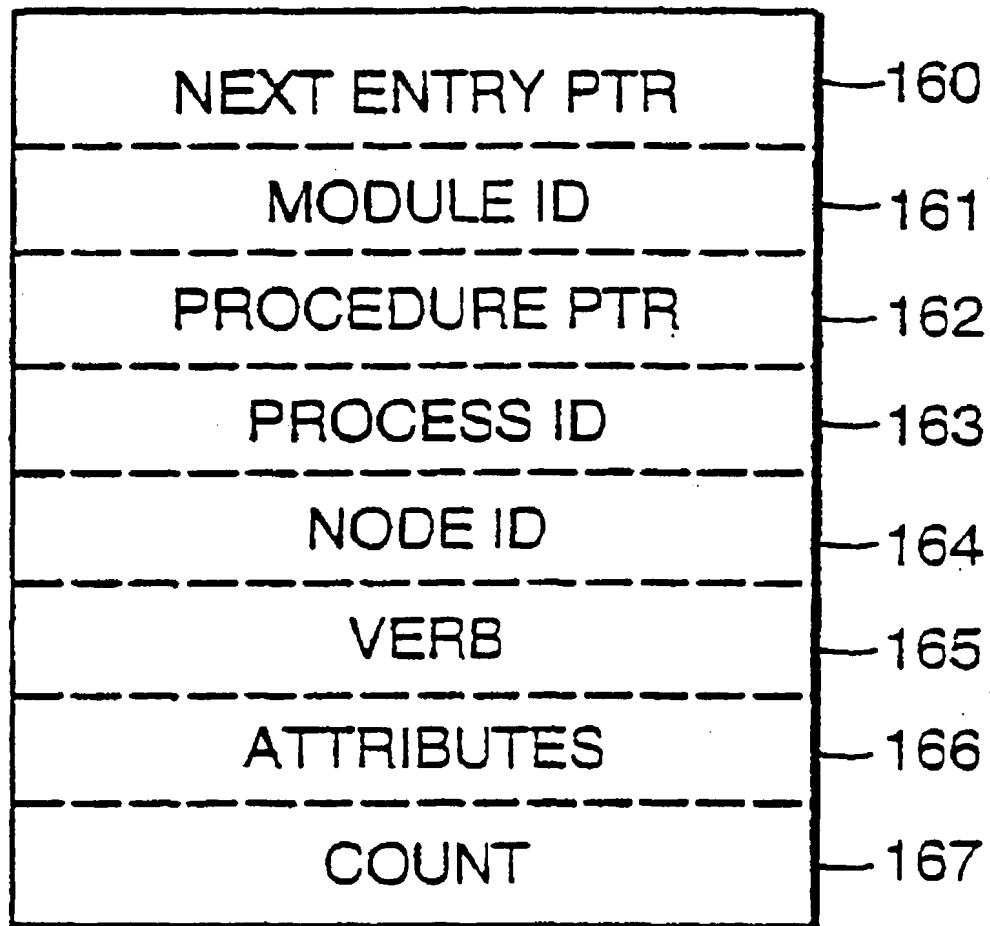 NEXT ENTRY PTR 160
MODULE ID 161
PROCEDURE PTR 162
PROCESS ID 163
NODE ID 164
VERB 165
ATTRIBUTES 166
COUNT 167